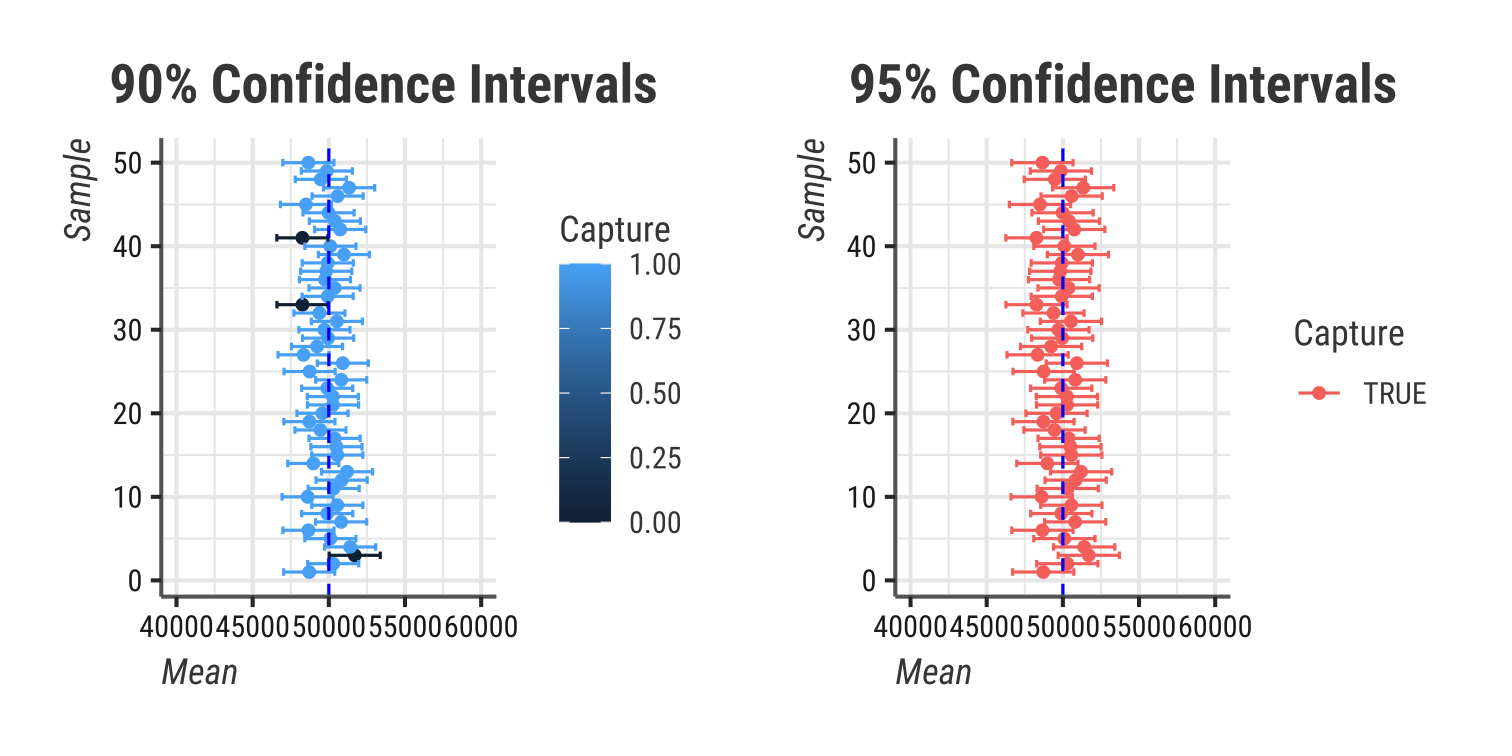 90% Confidence Intervals
Sample
50
40
30
20
10
0
40000 45000 50000 55000 60000
Mean
Capture
1.00
0.75
0.50
0.25
0.00
95% Confidence Intervals
Sample
50
40
30
20
10
0
40000 45000 50000 55000 60000
Mean
Capture
TRUE